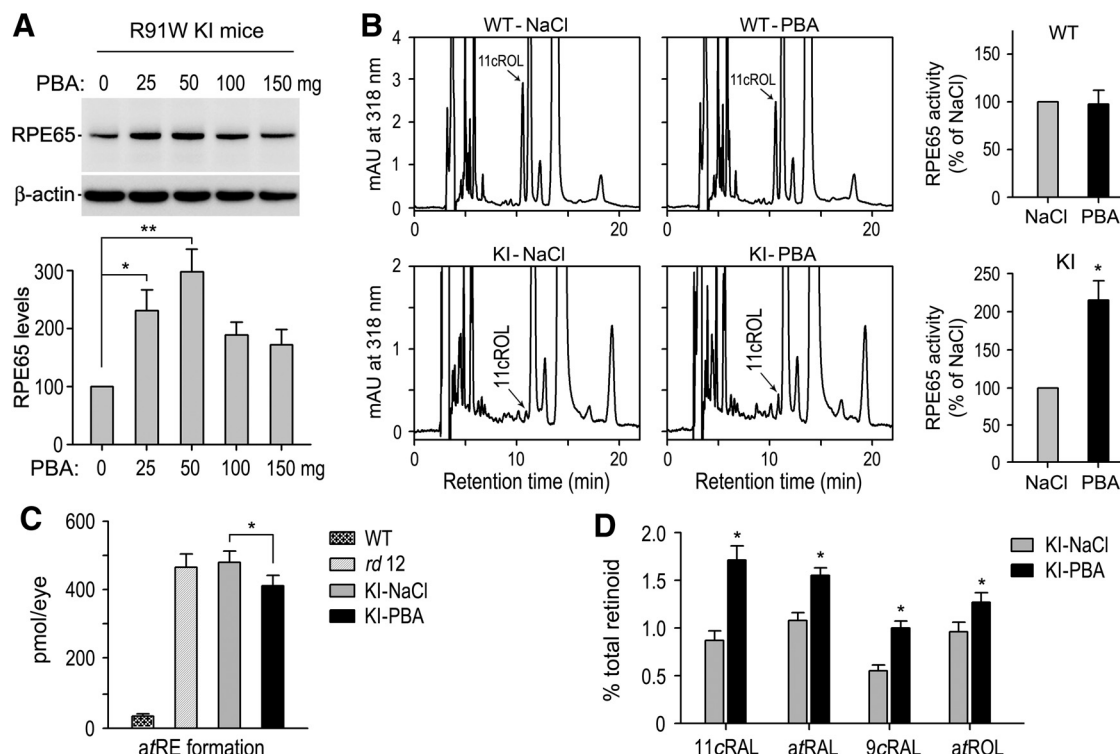 A
R91W KI mice
PBA: 0 25 50 100 150 mg
RPE65
β-actin
**
*
300
200
100
0
RPE65 levels
PBA: 0 25 50 100 150 mg
B
WT-NaCl
4
3
2
1
0
mAU at 318 nm
11cROL
0 10 20
WT-PBA
11cROL
0 10 20
KI-NaCl
2
1
0
mAU at 318 nm
11cROL
0 10 20
Retention time (min)
KI-PBA
11cROL
0 10 20
Retention time (min)
WT
150
100
50
0
RPE65 activity
(% of NaCl)
NaCl PBA
KI
*
250
200
150
100
50
0
RPE65 activity
(% of NaCl)
NaCl PBA
C
600
400
200
0
pmol/eye
*
WT
rd 12
KI-NaCl
KI-PBA
atRE formation
D
2.0
1.5
1.0
0.5
0
% total retinoid
* * * *
KI-NaCl
KI-PBA
11cRAL atRAL 9cRAL atROL